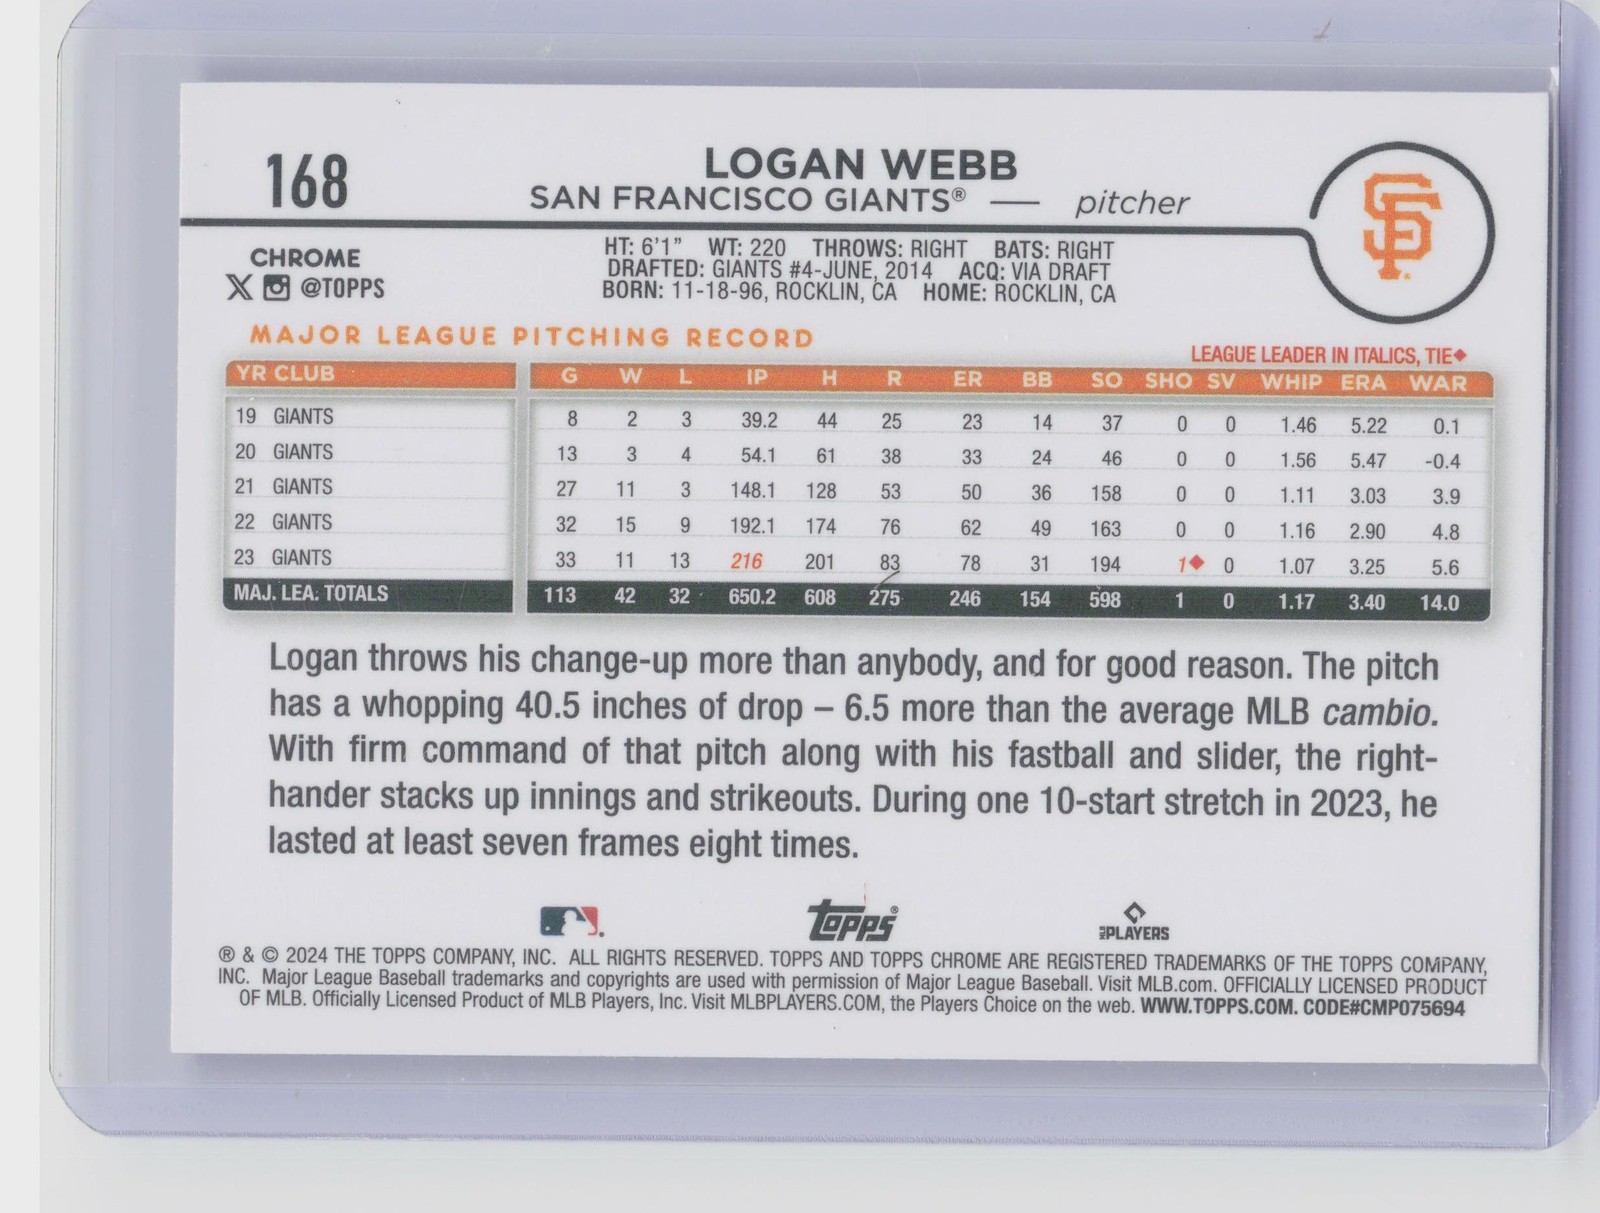 168
LOGAN WEBB
SAN FRANCISCO GIANTS® — pitcher
SF
CHROME
X @TOPPS
HT: 6'1" WT: 220 THROWS: RIGHT BATS: RIGHT
DRAFTED: GIANTS #4-JUNE, 2014 ACQ: VIA DRAFT
BORN: 11-18-96, ROCKLIN, CA HOME: ROCKLIN, CA
MAJOR LEAGUE PITCHING RECORD
LEAGUE LEADER IN ITALICS, TIE◆
YR CLUB G W L IP H R ER BB SO SHO SV WHIP ERA WAR
19 GIANTS 8 2 3 39.2 44 25 23 14 37 0 0 1.46 5.22 0.1
20 GIANTS 13 3 4 54.1 61 38 33 24 46 0 0 1.56 5.47 -0.4
21 GIANTS 27 11 3 148.1 128 53 50 36 158 0 0 1.11 3.03 3.9
22 GIANTS 32 15 9 192.1 174 76 62 49 163 0 0 1.16 2.90 4.8
23 GIANTS 33 11 13 216 201 83 78 31 194 1◆ 0 1.07 3.25 5.6
MAJ. LEA. TOTALS 113 42 32 650.2 608 275 246 154 598 1 0 1.17 3.40 14.0
Logan throws his change-up more than anybody, and for good reason. The pitch
has a whopping 40.5 inches of drop – 6.5 more than the average MLB cambio.
With firm command of that pitch along with his fastball and slider, the right-
hander stacks up innings and strikeouts. During one 10-start stretch in 2023, he
lasted at least seven frames eight times.
Topps®
MLB PLAYERS
® & © 2024 THE TOPPS COMPANY, INC. ALL RIGHTS RESERVED. TOPPS AND TOPPS CHROME ARE REGISTERED TRADEMARKS OF THE TOPPS COMPANY,
INC. Major League Baseball trademarks and copyrights are used with permission of Major League Baseball. Visit MLB.com. OFFICIALLY LICENSED PRODUCT
OF MLB. Officially Licensed Product of MLB Players, Inc. Visit MLBPLAYERS.COM, the Players Choice on the web. WWW.TOPPS.COM. CODE#CMP075694